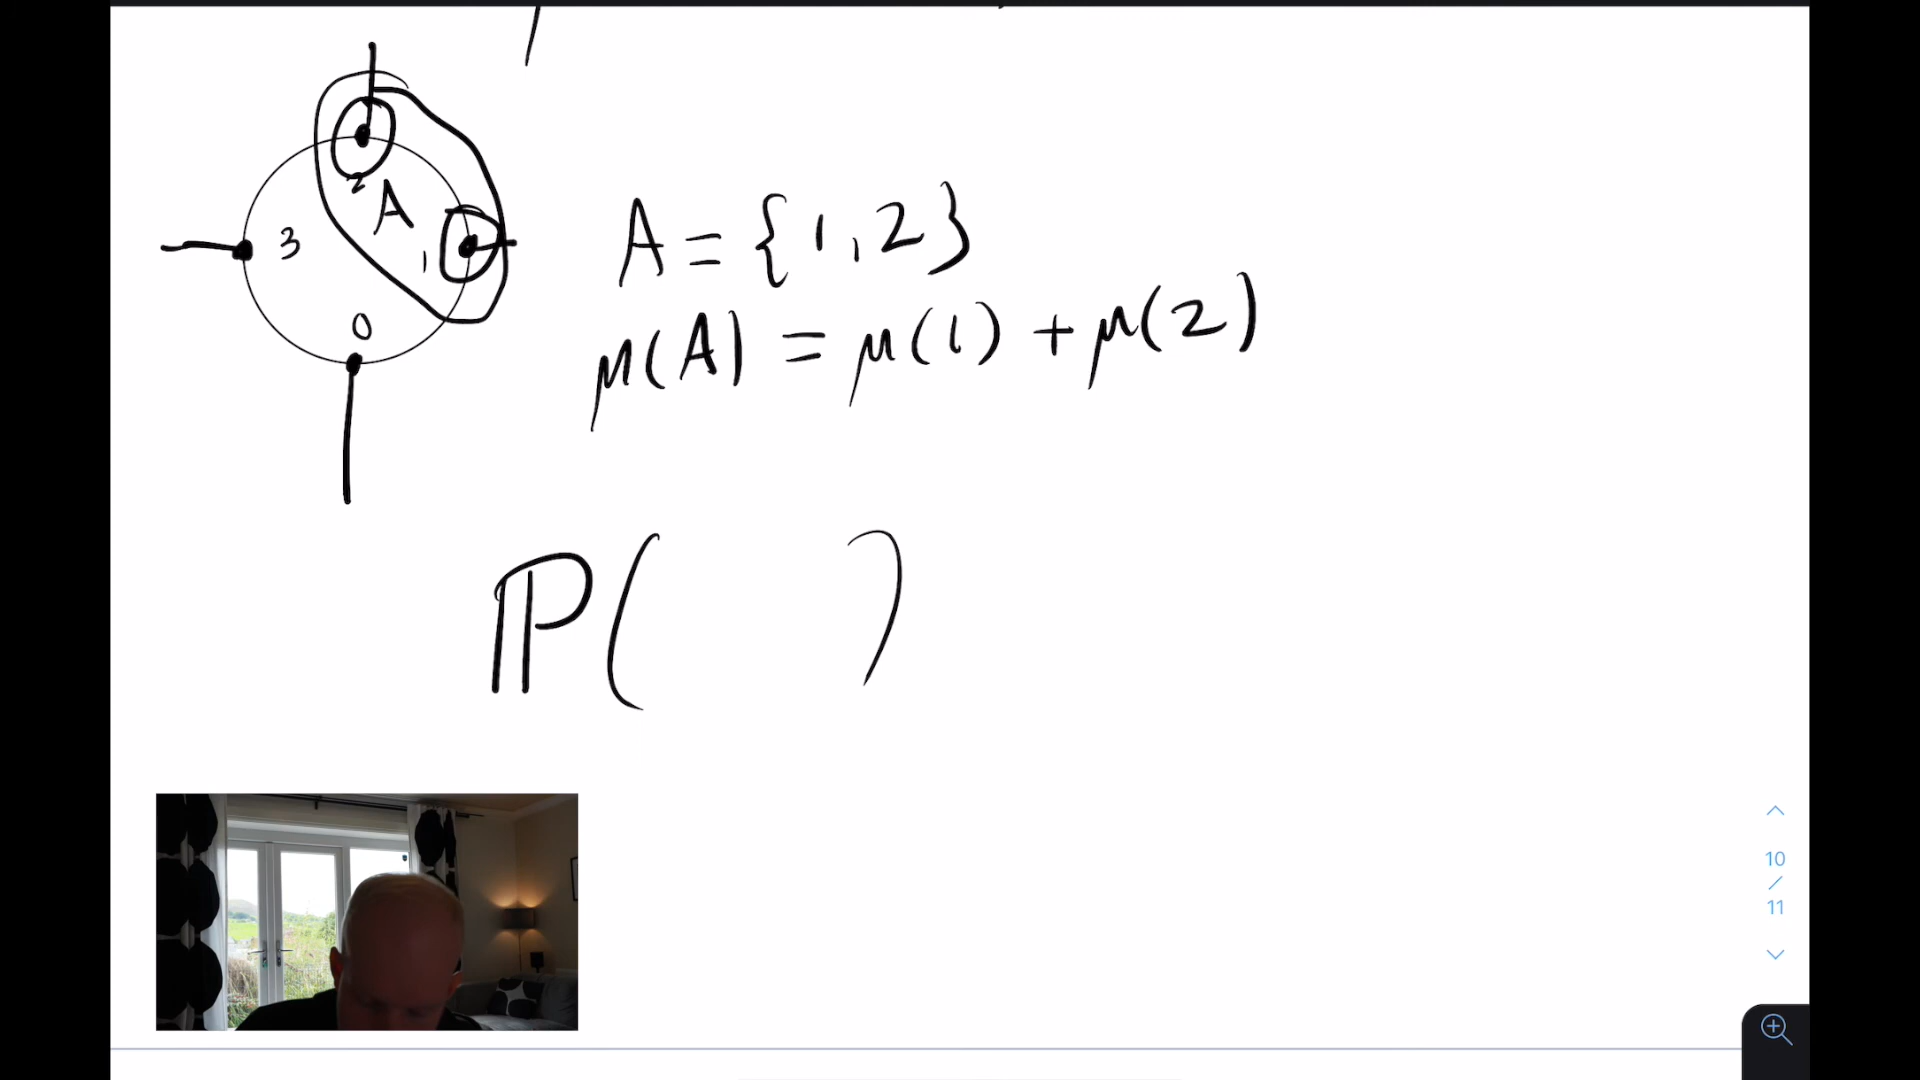 2
A
3
1
0
A = {1,2}
μ(A) = μ(1) + μ(2)
ℙ( )
10
/
11